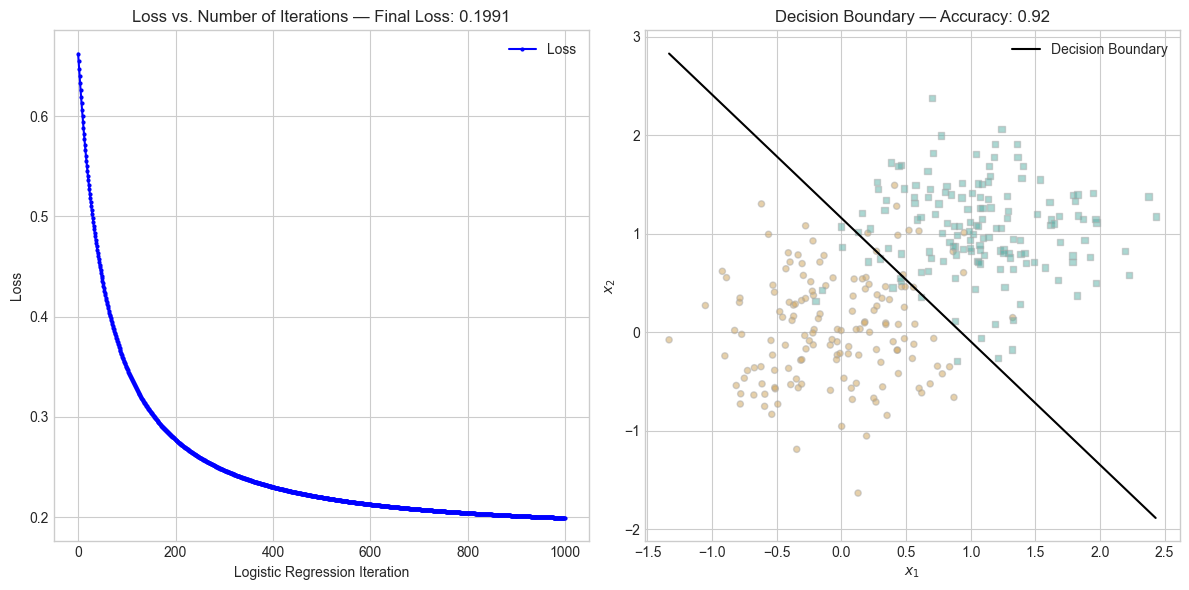 Loss vs. Number of Iterations — Final Loss: 0.1991
Loss
0.6
0.5
0.4
0.3
0.2
Loss
0 200 400 600 800 1000
Logistic Regression Iteration
Decision Boundary — Accuracy: 0.92
Decision Boundary
3
2
1
0
−1
−2
x2
−1.5 −1.0 −0.5 0.0 0.5 1.0 1.5 2.0 2.5
x1